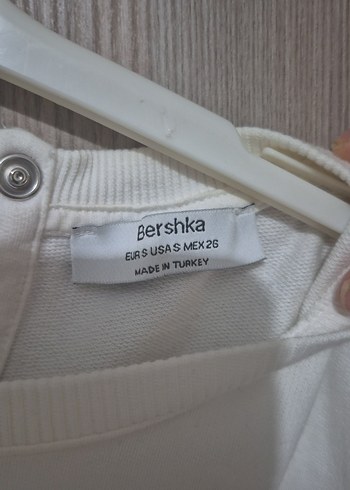 Bershka
EUR S USA S MEX 26
MADE IN TURKEY